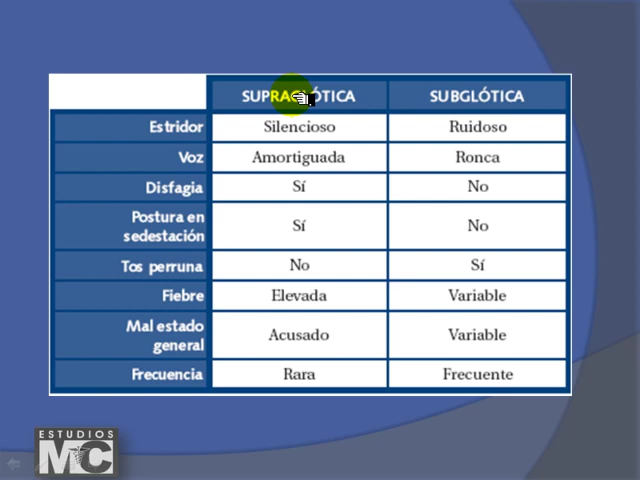 SUPRAGLÓTICA SUBGLÓTICA
Estridor Silencioso Ruidoso
Voz Amortiguada Ronca
Disfagia Sí No
Postura en
sedestación Sí No
Tos perruna No Sí
Fiebre Elevada Variable
Mal estado
general Acusado Variable
Frecuencia Rara Frecuente
ESTUDIOS
MC